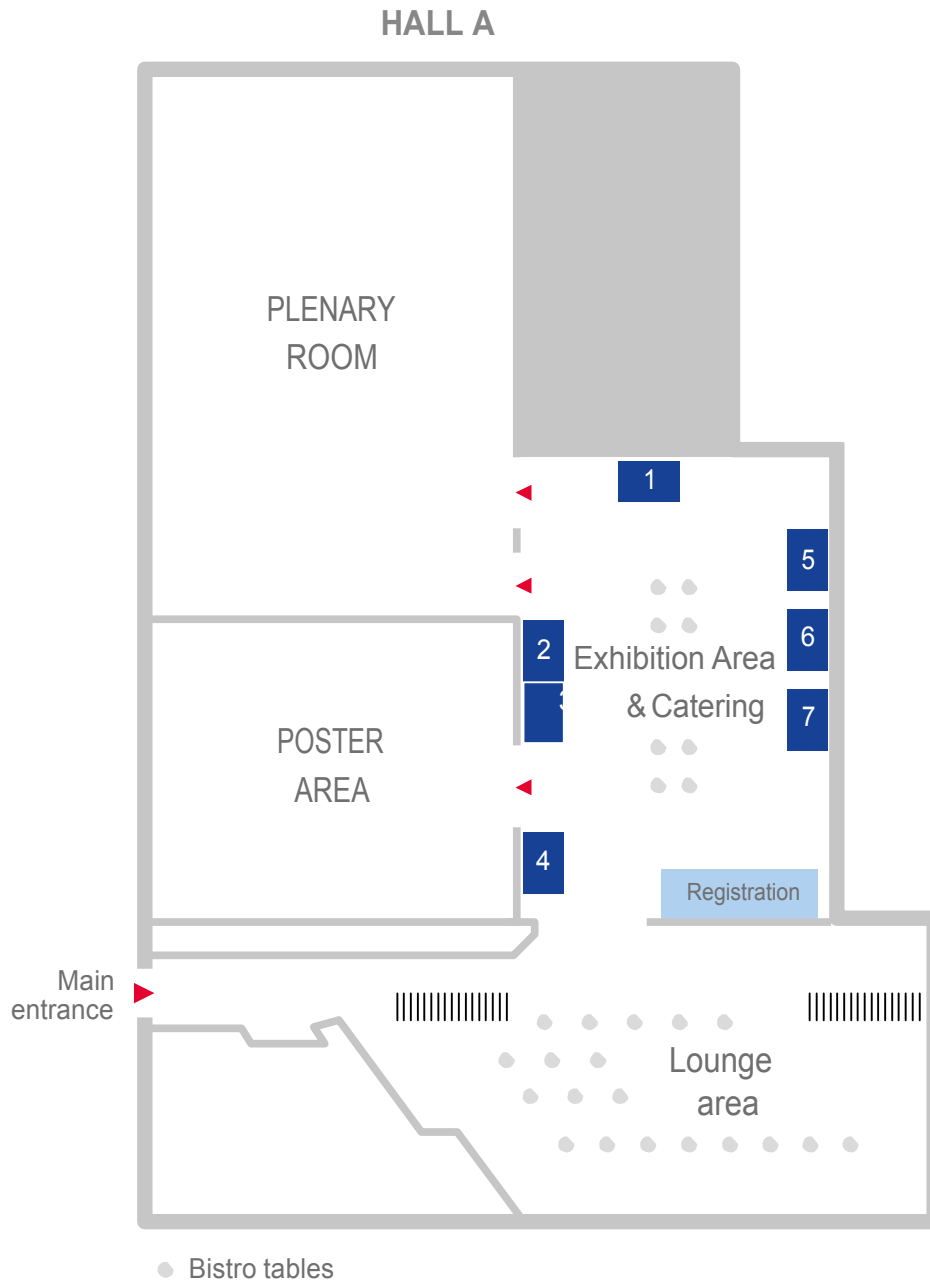 HALL A
PLENARY
ROOM
1
5
2
6
Exhibition Area
3
& Catering
7
POSTER
AREA
4
Registration
Main
entrance
Lounge
area
Bistro tables